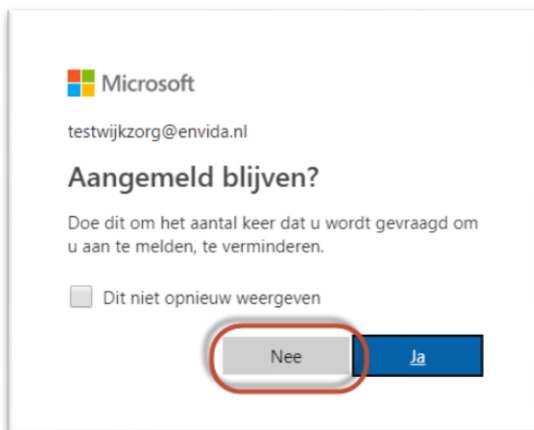 Microsoft
testwijkzorg@envida.nl
Aangemeld blijven?
Doe dit om het aantal keer dat u wordt gevraagd om
u aan te melden, te verminderen.
Dit niet opnieuw weergeven
Nee
Ja